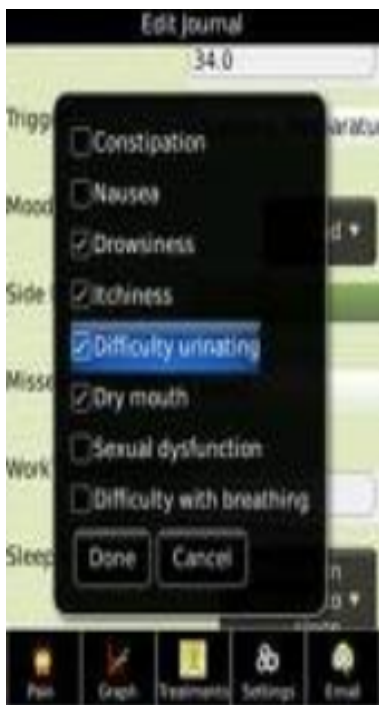 Edit Journal
34.0
Trigg
Constipation
Nausea
Mood
Drowsiness
Side
Itchiness
Difficulty urinating
Misse
Dry mouth
Sexual dysfunction
Work
Difficulty with breathing
Sleep
Done Cancel
Pain Graph Treatments Settings Email